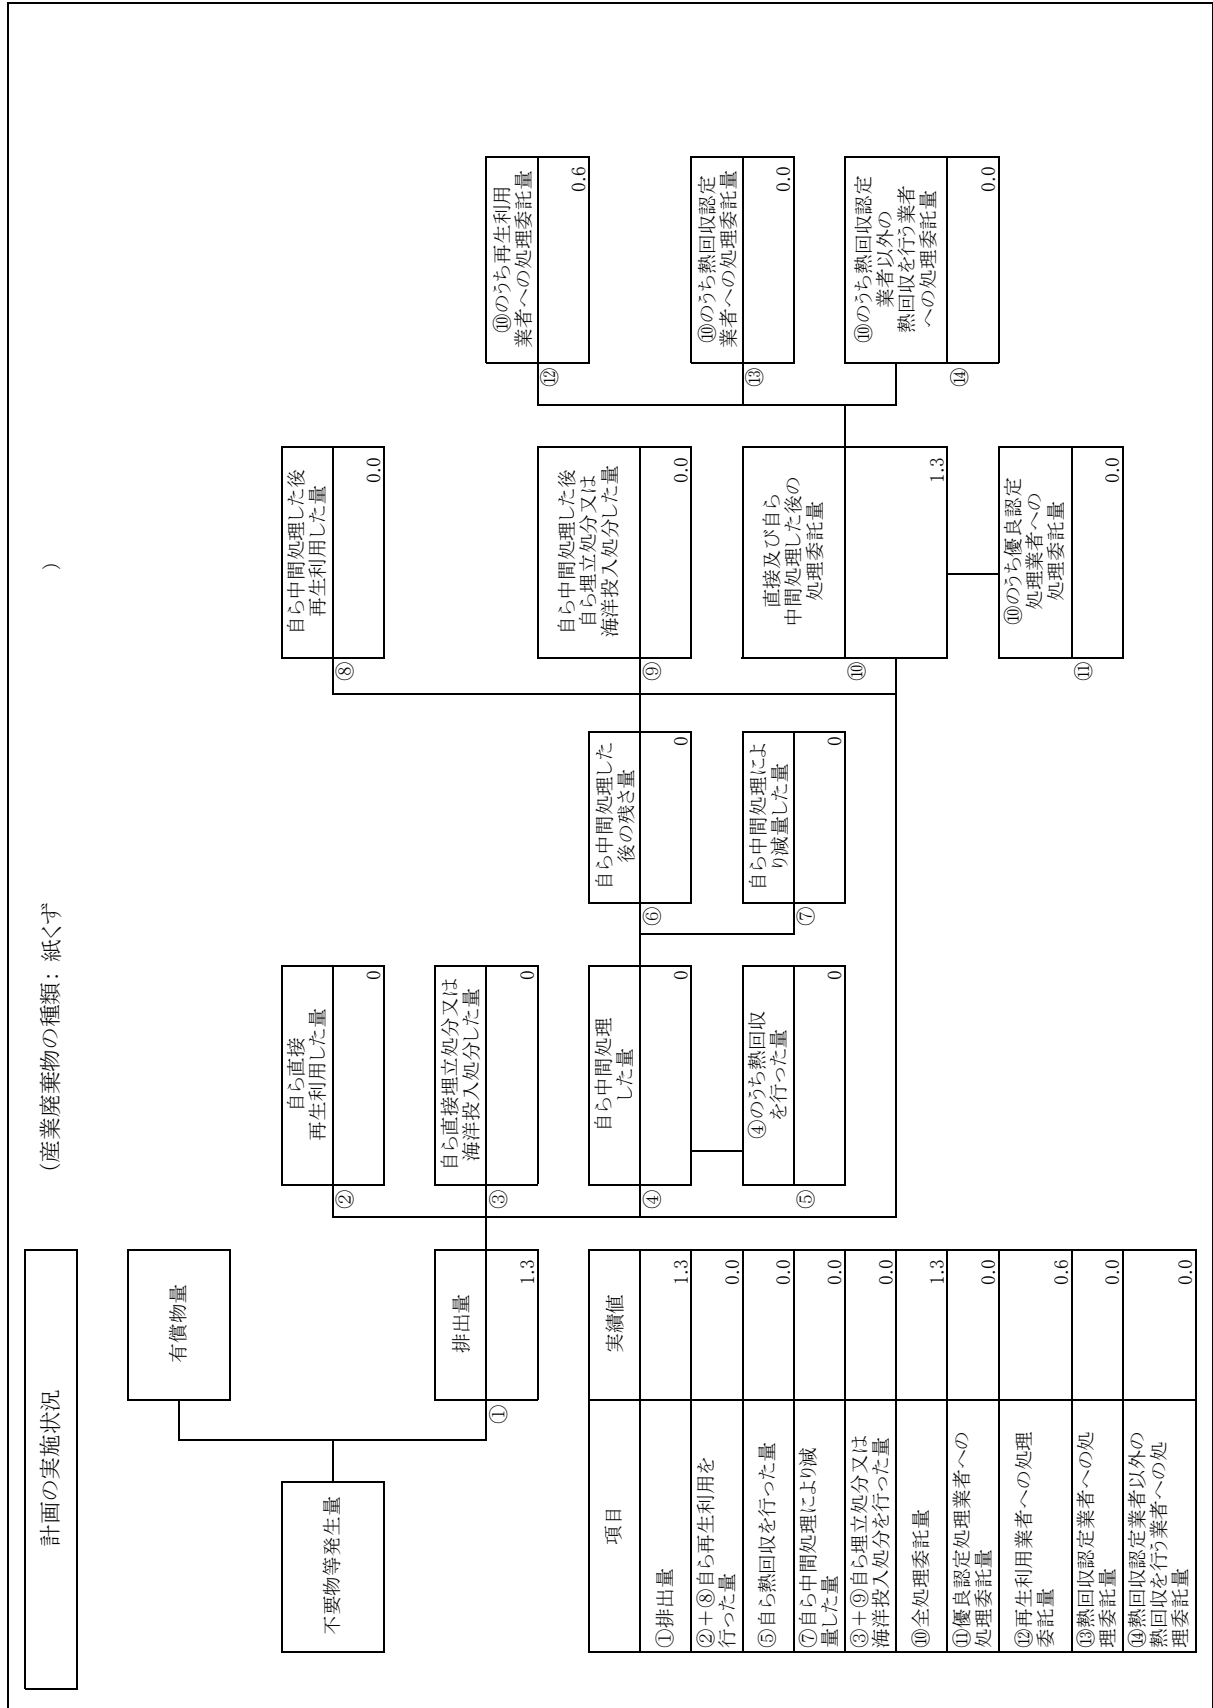 計画の実施状況
(産業廃棄物の種類: 紙くず
)
不要物等発生量
有償物量
①
排出量
1.3
②
自ら直接
再生利用した量
0
③
自ら直接埋立処分又は
海洋投入処分した量
0
④
自ら中間処理
した量
0
⑤
④のうち熱回収
を行った量
0
⑥
自ら中間処理した
後の残さ量
0
⑦
自ら中間処理によ
り減量した量
0
⑧
自ら中間処理した後
再生利用した量
0.0
⑨
自ら中間処理した後
自ら埋立処分又は
海洋投入処分した量
0.0
⑩
直接及び自ら
中間処理した後の
処理委託量
1.3
⑪
⑩のうち優良認定
処理業者への
処理委託量
0.0
⑫
⑩のうち再生利用
業者への処理委託量
0.6
⑬
⑩のうち熱回収認定
業者への処理委託量
0.0
⑭
⑩のうち熱回収認定
業者以外の
熱回収を行う業者
への処理委託量
0.0
項目
実績値
①排出量
1.3
②+⑧自ら再生利用を
行った量
0.0
⑤自ら熱回収を行った量
0.0
⑦自ら中間処理により減
量した量
0.0
③+⑨自ら埋立処分又は
海洋投入処分を行った量
0.0
⑩全処理委託量
1.3
⑪優良認定処理業者への
処理委託量
0.0
⑫再生利用業者への処理
委託量
0.6
⑬熱回収認定業者への処
理委託量
0.0
⑭熱回収認定業者以外の
熱回収を行う業者への処
理委託量
0.0